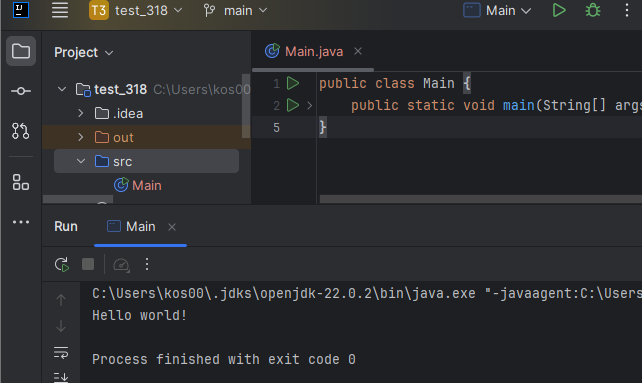 IJ T3 test_318 main Main
Project
Main.java
test_318 C:\Users\kos00
.idea
out
src
Main
1 public class Main {
2 public static void main(String[] args
5 }
Run Main
C:\Users\kos00\.jdks\openjdk-22.0.2\bin\java.exe "-javaagent:C:\Users
Hello world!
Process finished with exit code 0